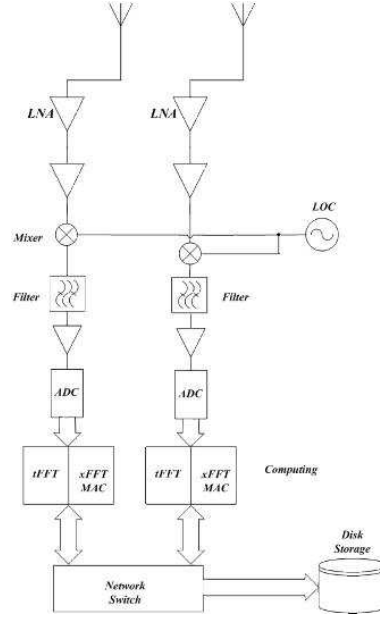 LNA LNA
LOC
Mixer
Filter Filter
ADC ADC
tFFT xFFT tFFT xFFT Computing
MAC MAC
Disk
Storage
Network
Switch